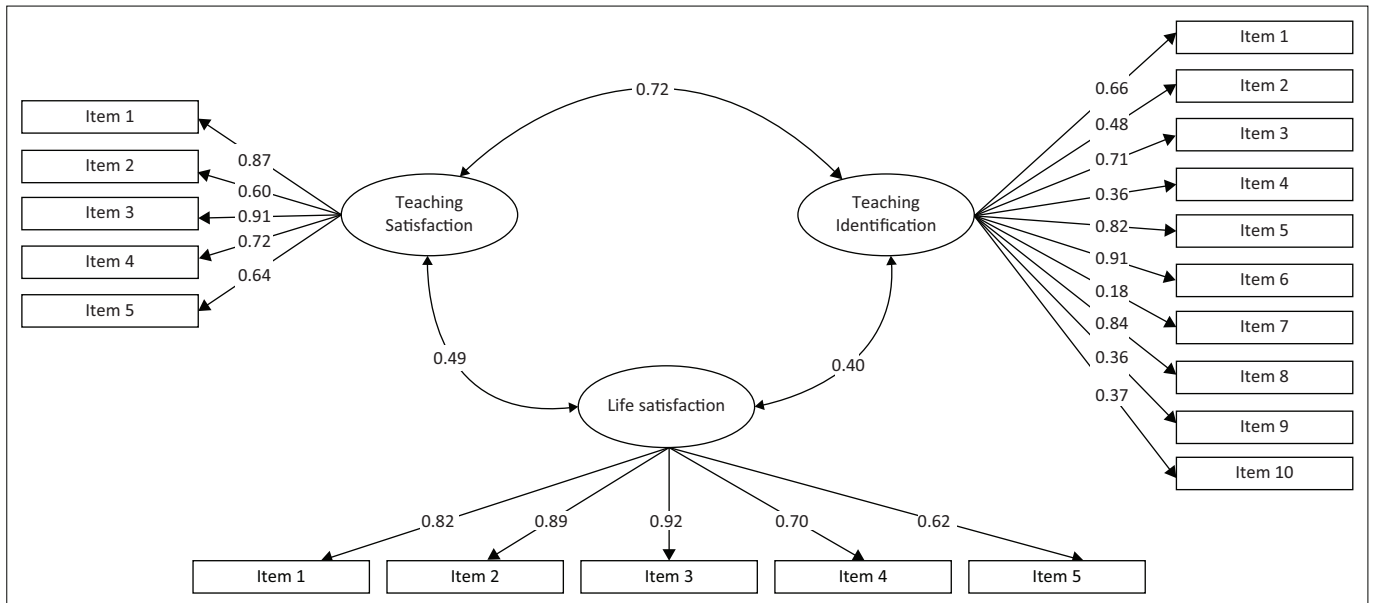 Item 1
Item 2
Item 3
Item 4
Item 5
0.87
0.60
0.91
0.72
0.64
Teaching
Satisfaction
0.72
Teaching
Identification
0.49
0.40
Life satisfaction
0.66
0.48
0.71
0.36
0.82
0.91
0.18
0.84
0.36
0.37
Item 1
Item 2
Item 3
Item 4
Item 5
Item 6
Item 7
Item 8
Item 9
Item 10
0.82
0.89
0.92
0.70
0.62
Item 1
Item 2
Item 3
Item 4
Item 5